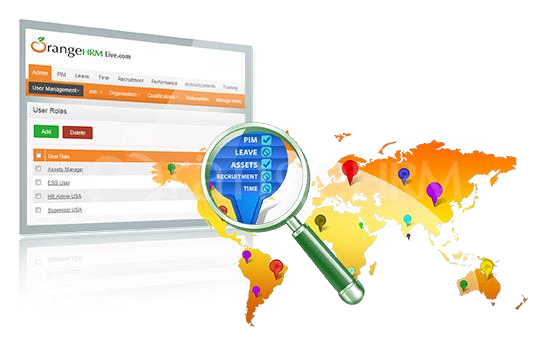 OrangeHRM Live.com
Admin PIM Leave Time Recruitment Performance Announcements Training
User Management Job Organization Qualifications Nationalities Manage News
User Roles
Add Delete
User Role
Assets Manager
ESS User
HR Admin USA
Supervisor USA
PIM
LEAVE
ASSETS
RECRUITMENT
TIME